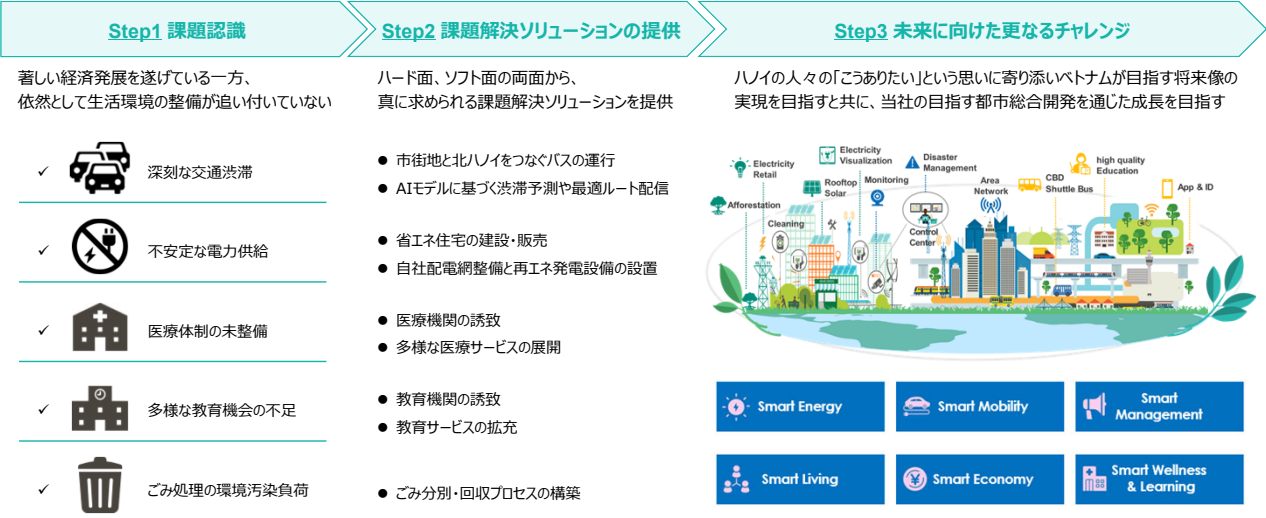 Step1 課題認識
Step2 課題解決ソリューションの提供
Step3 未来に向けた更なるチャレンジ
著しい経済発展を遂げている一方、
依然として生活環境の整備が追い付いていない
✓ 深刻な交通渋滞
✓ 不安定な電力供給
✓ 医療体制の未整備
✓ 多様な教育機会の不足
✓ ごみ処理の環境汚染負荷
ハード面、ソフト面の両面から、
真に求められる課題解決ソリューションを提供
● 市街地と北ハノイをつなぐバスの運行
● AIモデルに基づく渋滞予測や最適ルート配信
● 省エネ住宅の建設・販売
● 自社配電網整備と再エネ発電設備の設置
● 医療機関の誘致
● 多様な医療サービスの展開
● 教育機関の誘致
● 教育サービスの拡充
● ごみ分別・回収プロセスの構築
ハノイの人々の「こうありたい」という思いに寄り添いベトナムが目指す将来像の
実現を目指すと共に、当社の目指す都市総合開発を通じた成長を目指す
Electricity
Retail
Electricity
Visualization
Disaster
Management
high quality
Education
Rooftop
Solar
Monitoring
Area
Network
CBD
Shuttle Bus
App & ID
Afforestation
Cleaning
Control
Center
Smart Energy
Smart Mobility
Smart
Management
Smart Living
Smart Economy
Smart Wellness
& Learning